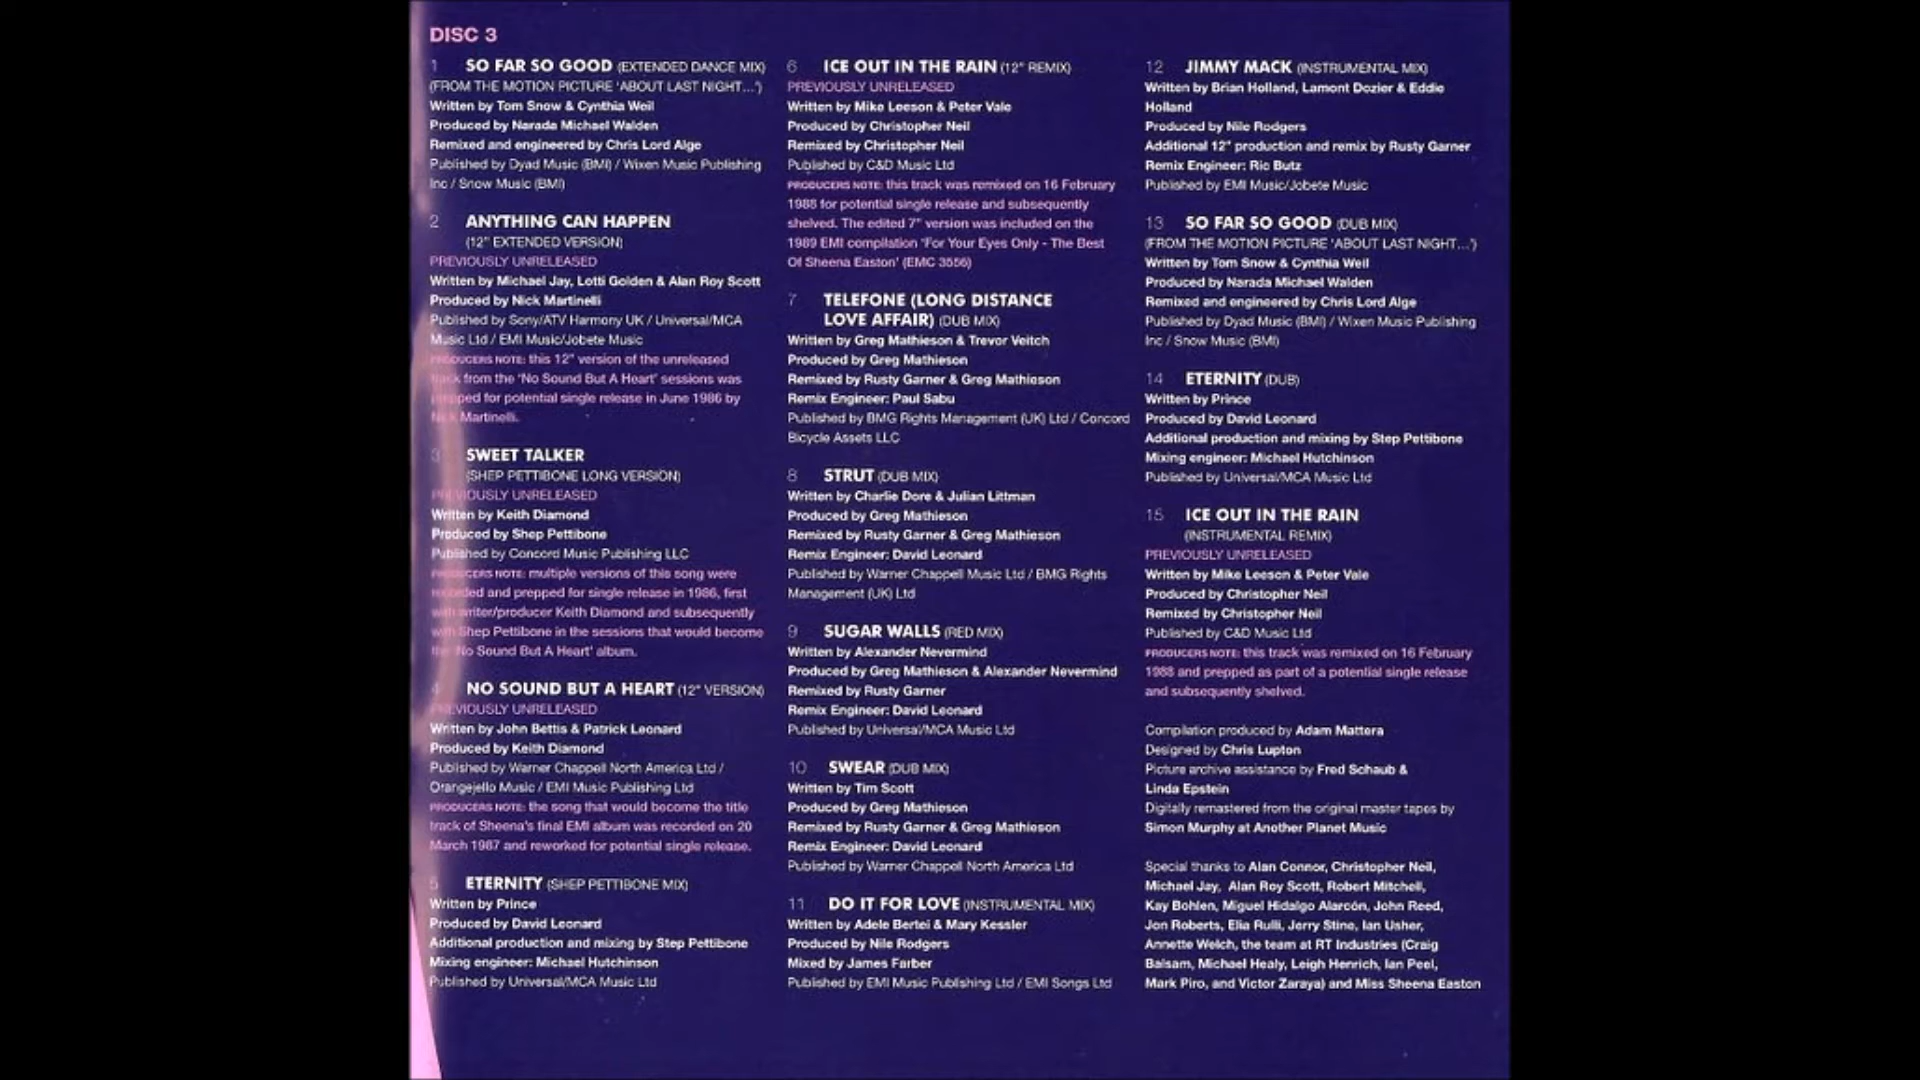 DISC 3
1 SO FAR SO GOOD (EXTENDED DANCE MIX)
(FROM THE MOTION PICTURE 'ABOUT LAST NIGHT...')
Written by Tom Snow & Cynthia Weil
Produced by Narada Michael Walden
Remixed and engineered by Chris Lord Alge
Published by Dyad Music (BMI) / Wixen Music Publishing
Inc / Snow Music (BMI)
2 ANYTHING CAN HAPPEN
(12" EXTENDED VERSION)
PREVIOUSLY UNRELEASED
Written by Michael Jay, Lotti Golden & Alan Roy Scott
Produced by Nick Martinelli
Published by Sony/ATV Harmony UK / Universal/MCA
Music Ltd / EMI Music/Jobete Music
PRODUCERS NOTE: this 12" version of the unreleased
track from the 'No Sound But A Heart' sessions was
prepped for potential single release in June 1986 by
Nick Martinelli.
3 SWEET TALKER
(SHEP PETTIBONE LONG VERSION)
PREVIOUSLY UNRELEASED
Written by Keith Diamond
Produced by Shep Pettibone
Published by Concord Music Publishing LLC
PRODUCERS NOTE: multiple versions of this song were
recorded and prepped for single release in 1986, first
with writer/producer Keith Diamond and subsequently
with Shep Pettibone in the sessions that would become
the 'No Sound But A Heart' album.
4 NO SOUND BUT A HEART (12" VERSION)
PREVIOUSLY UNRELEASED
Written by John Bettis & Patrick Leonard
Produced by Keith Diamond
Published by Warner Chappell North America Ltd /
Orangejello Music / EMI Music Publishing Ltd
PRODUCERS NOTE: the song that would become the title
track of Sheena's final EMI album was recorded on 20
March 1987 and reworked for potential single release.
5 ETERNITY (SHEP PETTIBONE MIX)
Written by Prince
Produced by David Leonard
Additional production and mixing by Step Pettibone
Mixing engineer: Michael Hutchinson
Published by Universal/MCA Music Ltd
6 ICE OUT IN THE RAIN (12" REMIX)
PREVIOUSLY UNRELEASED
Written by Mike Leeson & Peter Vale
Produced by Christopher Neil
Remixed by Christopher Neil
Published by C&D Music Ltd
PRODUCERS NOTE: this track was remixed on 16 February
1988 for potential single release and subsequently
shelved. The edited 7" version was included on the
1989 EMI compilation 'For Your Eyes Only - The Best
Of Sheena Easton' (EMC 3556)
7 TELEFONE (LONG DISTANCE
LOVE AFFAIR) (DUB MIX)
Written by Greg Mathieson & Trevor Veitch
Produced by Greg Mathieson
Remixed by Rusty Garner & Greg Mathieson
Remix Engineer: Paul Sabu
Published by BMG Rights Management (UK) Ltd / Concord
Bicycle Assets LLC
8 STRUT (DUB MIX)
Written by Charlie Dore & Julian Littman
Produced by Greg Mathieson
Remixed by Rusty Garner & Greg Mathieson
Remix Engineer: David Leonard
Published by Warner Chappell Music Ltd / BMG Rights
Management (UK) Ltd
9 SUGAR WALLS (RED MIX)
Written by Alexander Nevermind
Produced by Greg Mathieson & Alexander Nevermind
Remixed by Rusty Garner
Remix Engineer: David Leonard
Published by Universal/MCA Music Ltd
10 SWEAR (DUB MIX)
Written by Tim Scott
Produced by Greg Mathieson
Remixed by Rusty Garner & Greg Mathieson
Remix Engineer: David Leonard
Published by Warner Chappell North America Ltd
11 DO IT FOR LOVE (INSTRUMENTAL MIX)
Written by Adele Bertei & Mary Kessler
Produced by Nile Rodgers
Mixed by James Farber
Published by EMI Music Publishing Ltd / EMI Songs Ltd
12 JIMMY MACK (INSTRUMENTAL MIX)
Written by Brian Holland, Lamont Dozier & Eddie
Holland
Produced by Nile Rodgers
Additional 12" production and remix by Rusty Garner
Remix Engineer: Ric Butz
Published by EMI Music/Jobete Music
13 SO FAR SO GOOD (DUB MIX)
(FROM THE MOTION PICTURE 'ABOUT LAST NIGHT...')
Written by Tom Snow & Cynthia Weil
Produced by Narada Michael Walden
Remixed and engineered by Chris Lord Alge
Published by Dyad Music (BMI) / Wixen Music Publishing
Inc / Snow Music (BMI)
14 ETERNITY (DUB)
Written by Prince
Produced by David Leonard
Additional production and mixing by Step Pettibone
Mixing engineer: Michael Hutchinson
Published by Universal/MCA Music Ltd
15 ICE OUT IN THE RAIN
(INSTRUMENTAL REMIX)
PREVIOUSLY UNRELEASED
Written by Mike Leeson & Peter Vale
Produced by Christopher Neil
Remixed by Christopher Neil
Published by C&D Music Ltd
PRODUCERS NOTE: this track was remixed on 16 February
1988 and prepped as part of a potential single release
and subsequently shelved.
Compilation produced by Adam Mattera
Designed by Chris Lupton
Picture archive assistance by Fred Schaub &
Linda Epstein
Digitally remastered from the original master tapes by
Simon Murphy at Another Planet Music
Special thanks to Alan Connor, Christopher Neil,
Michael Jay, Alan Roy Scott, Robert Mitchell,
Kay Bohlen, Miguel Hidalgo Alarcón, John Reed,
Jon Roberts, Elia Rulli, Jerry Stine, Ian Usher,
Annette Welch, the team at RT Industries (Craig
Balsam, Michael Healy, Leigh Henrich, Ian Peel,
Mark Piro, and Victor Zaraya) and Miss Sheena Easton